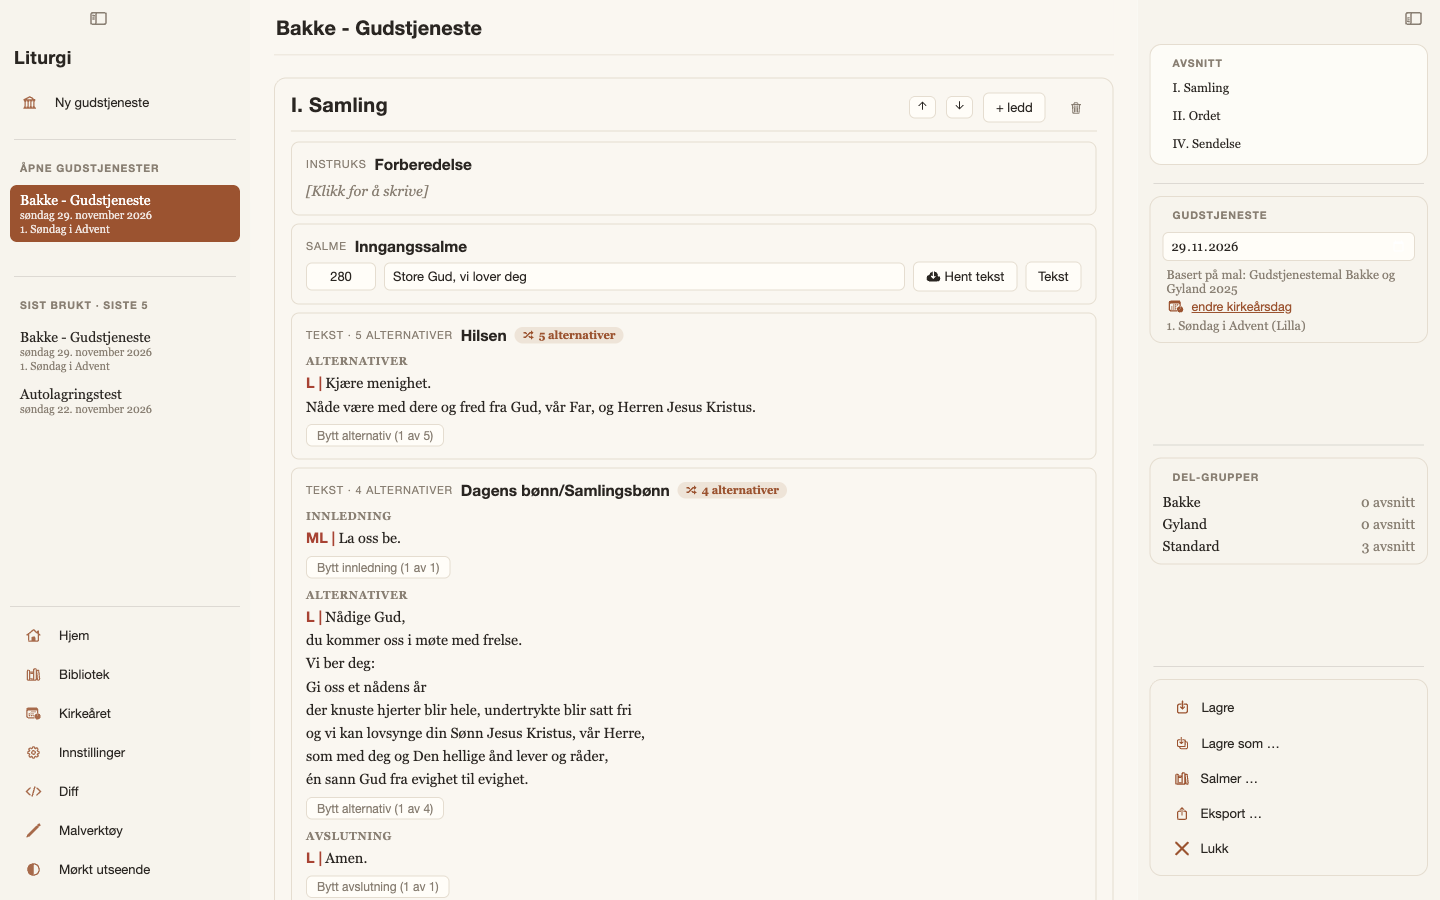 Liturgi
Ny gudstjeneste
ÅPNE GUDSTJENESTER
Bakke - Gudstjeneste
søndag 29. november 2026
1. Søndag i Advent
SIST BRUKT · SISTE 5
Bakke - Gudstjeneste
søndag 29. november 2026
1. Søndag i Advent
Autolagringstest
søndag 22. november 2026
Hjem
Bibliotek
Kirkeåret
Innstillinger
Diff
Malverktøy
Mørkt utseende
Bakke - Gudstjeneste
I. Samling
+ ledd
INSTRUKS Forberedelse
[Klikk for å skrive]
SALME Inngangssalme
280 Store Gud, vi lover deg Hent tekst Tekst
TEKST · 5 ALTERNATIVER Hilsen 5 alternativer
ALTERNATIVER
L | Kjære menighet.
Nåde være med dere og fred fra Gud, vår Far, og Herren Jesus Kristus.
Bytt alternativ (1 av 5)
TEKST · 4 ALTERNATIVER Dagens bønn/Samlingsbønn 4 alternativer
INNLEDNING
ML | La oss be.
Bytt innledning (1 av 1)
ALTERNATIVER
L | Nådige Gud,
du kommer oss i møte med frelse.
Vi ber deg:
Gi oss et nådens år
der knuste hjerter blir hele, undertrykte blir satt fri
og vi kan lovsynge din Sønn Jesus Kristus, vår Herre,
som med deg og Den hellige ånd lever og råder,
én sann Gud fra evighet til evighet.
Bytt alternativ (1 av 4)
AVSLUTNING
L | Amen.
Bytt avslutning (1 av 1)
AVSNITT
I. Samling
II. Ordet
IV. Sendelse
GUDSTJENESTE
29.11.2026
Basert på mal: Gudstjenestemal Bakke og
Gyland 2025
endre kirkeårsdag
1. Søndag i Advent (Lilla)
DEL-GRUPPER
Bakke 0 avsnitt
Gyland 0 avsnitt
Standard 3 avsnitt
Lagre
Lagre som ...
Salmer ...
Eksport ...
Lukk